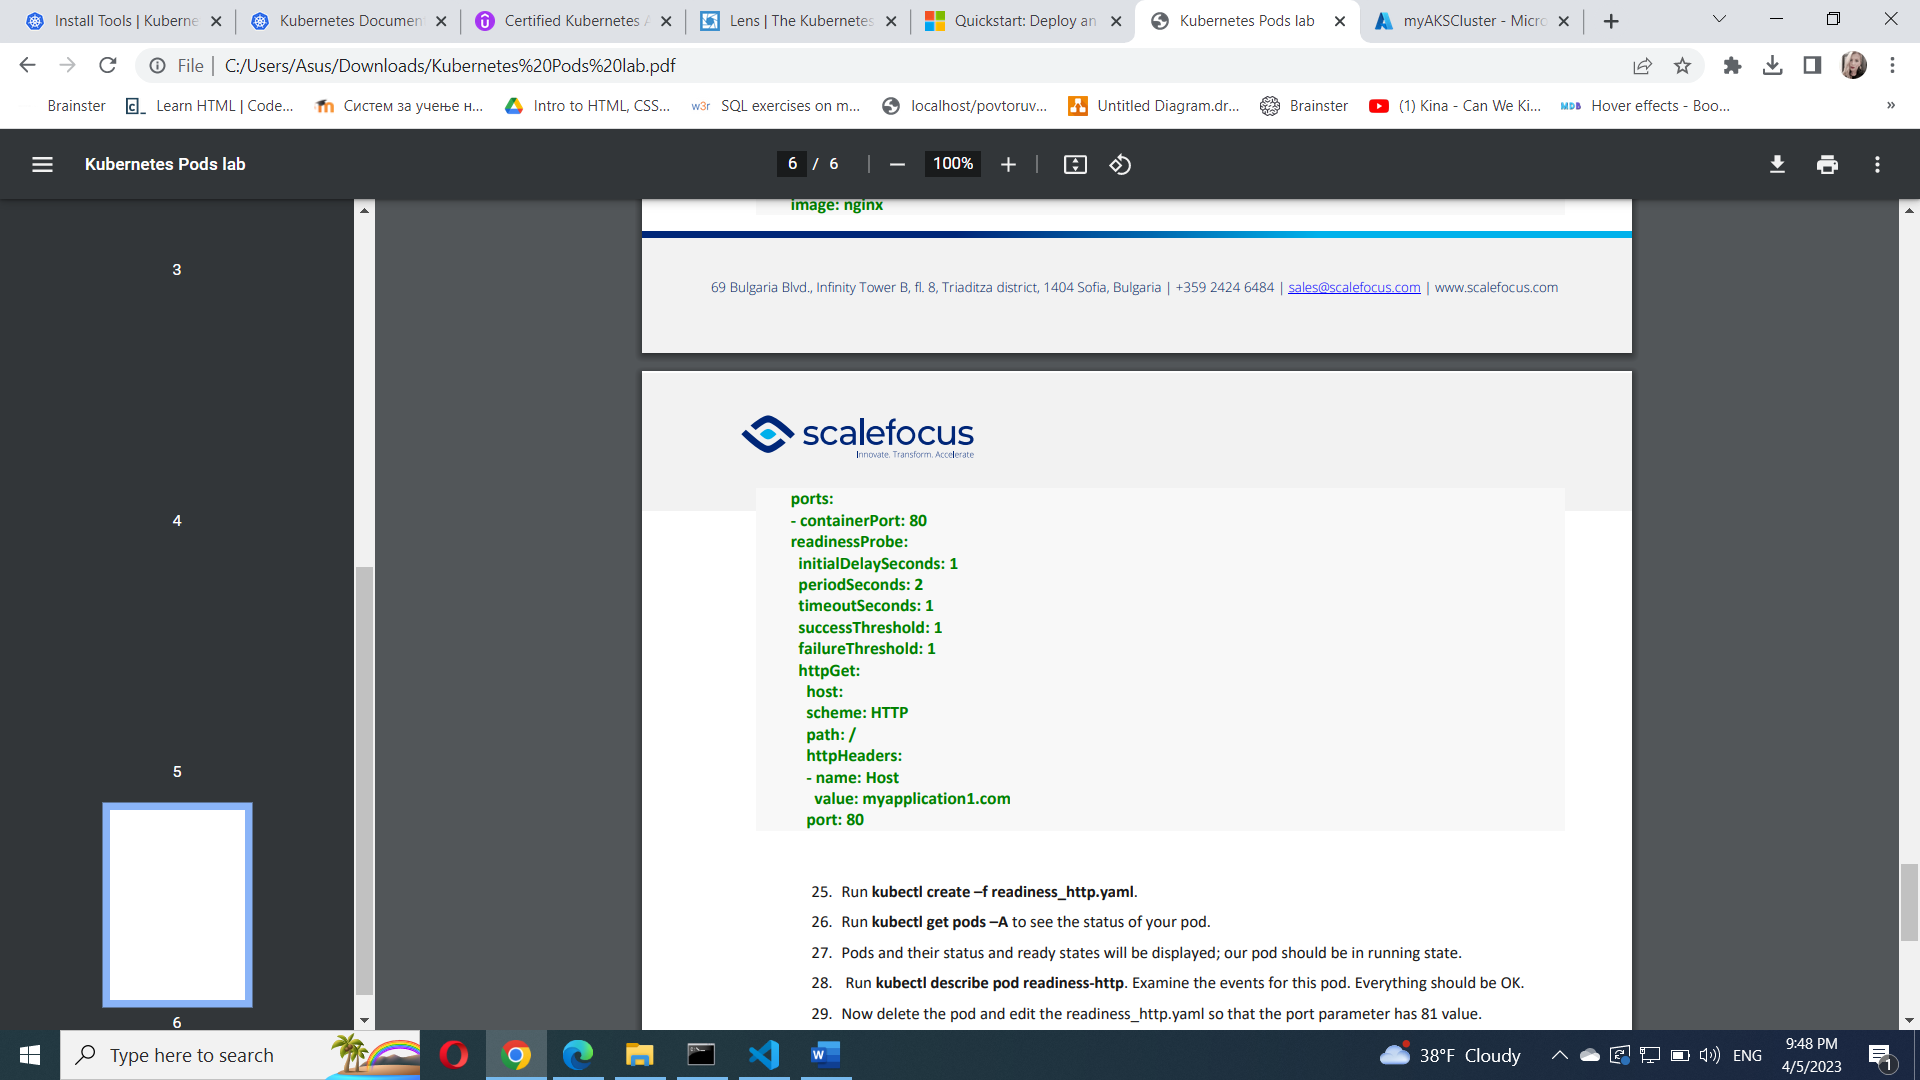 Install Tools | Kuberne
Kubernetes Documen
Certified Kubernetes A
Lens | The Kubernetes
Quickstart: Deploy an
Kubernetes Pods lab
myAKSCluster - Micro
File
C:/Users/Asus/Downloads/Kubernetes%20Pods%20lab.pdf
Brainster
Learn HTML | Code...
Систем за учење н...
Intro to HTML, CSS...
w3r SQL exercises on m...
localhost/povtoruv...
Untitled Diagram.dr...
Brainster
(1) Kina - Can We Ki...
MDB Hover effects - Boo...
»
Kubernetes Pods lab
6 / 6
100%
3
4
5
6
image: nginx
69 Bulgaria Blvd., Infinity Tower B, fl. 8, Triaditza district, 1404 Sofia, Bulgaria | +359 2424 6484 | sales@scalefocus.com | www.scalefocus.com
scalefocus
Innovate. Transform. Accelerate
ports:
- containerPort: 80
readinessProbe:
initialDelaySeconds: 1
periodSeconds: 2
timeoutSeconds: 1
successThreshold: 1
failureThreshold: 1
httpGet:
host:
scheme: HTTP
path: /
httpHeaders:
- name: Host
value: myapplication1.com
port: 80
25. Run kubectl create –f readiness_http.yaml.
26. Run kubectl get pods –A to see the status of your pod.
27. Pods and their status and ready states will be displayed; our pod should be in running state.
28. Run kubectl describe pod readiness-http. Examine the events for this pod. Everything should be OK.
29. Now delete the pod and edit the readiness_http.yaml so that the port parameter has 81 value.
Type here to search
38°F Cloudy
ENG
9:48 PM
4/5/2023
1